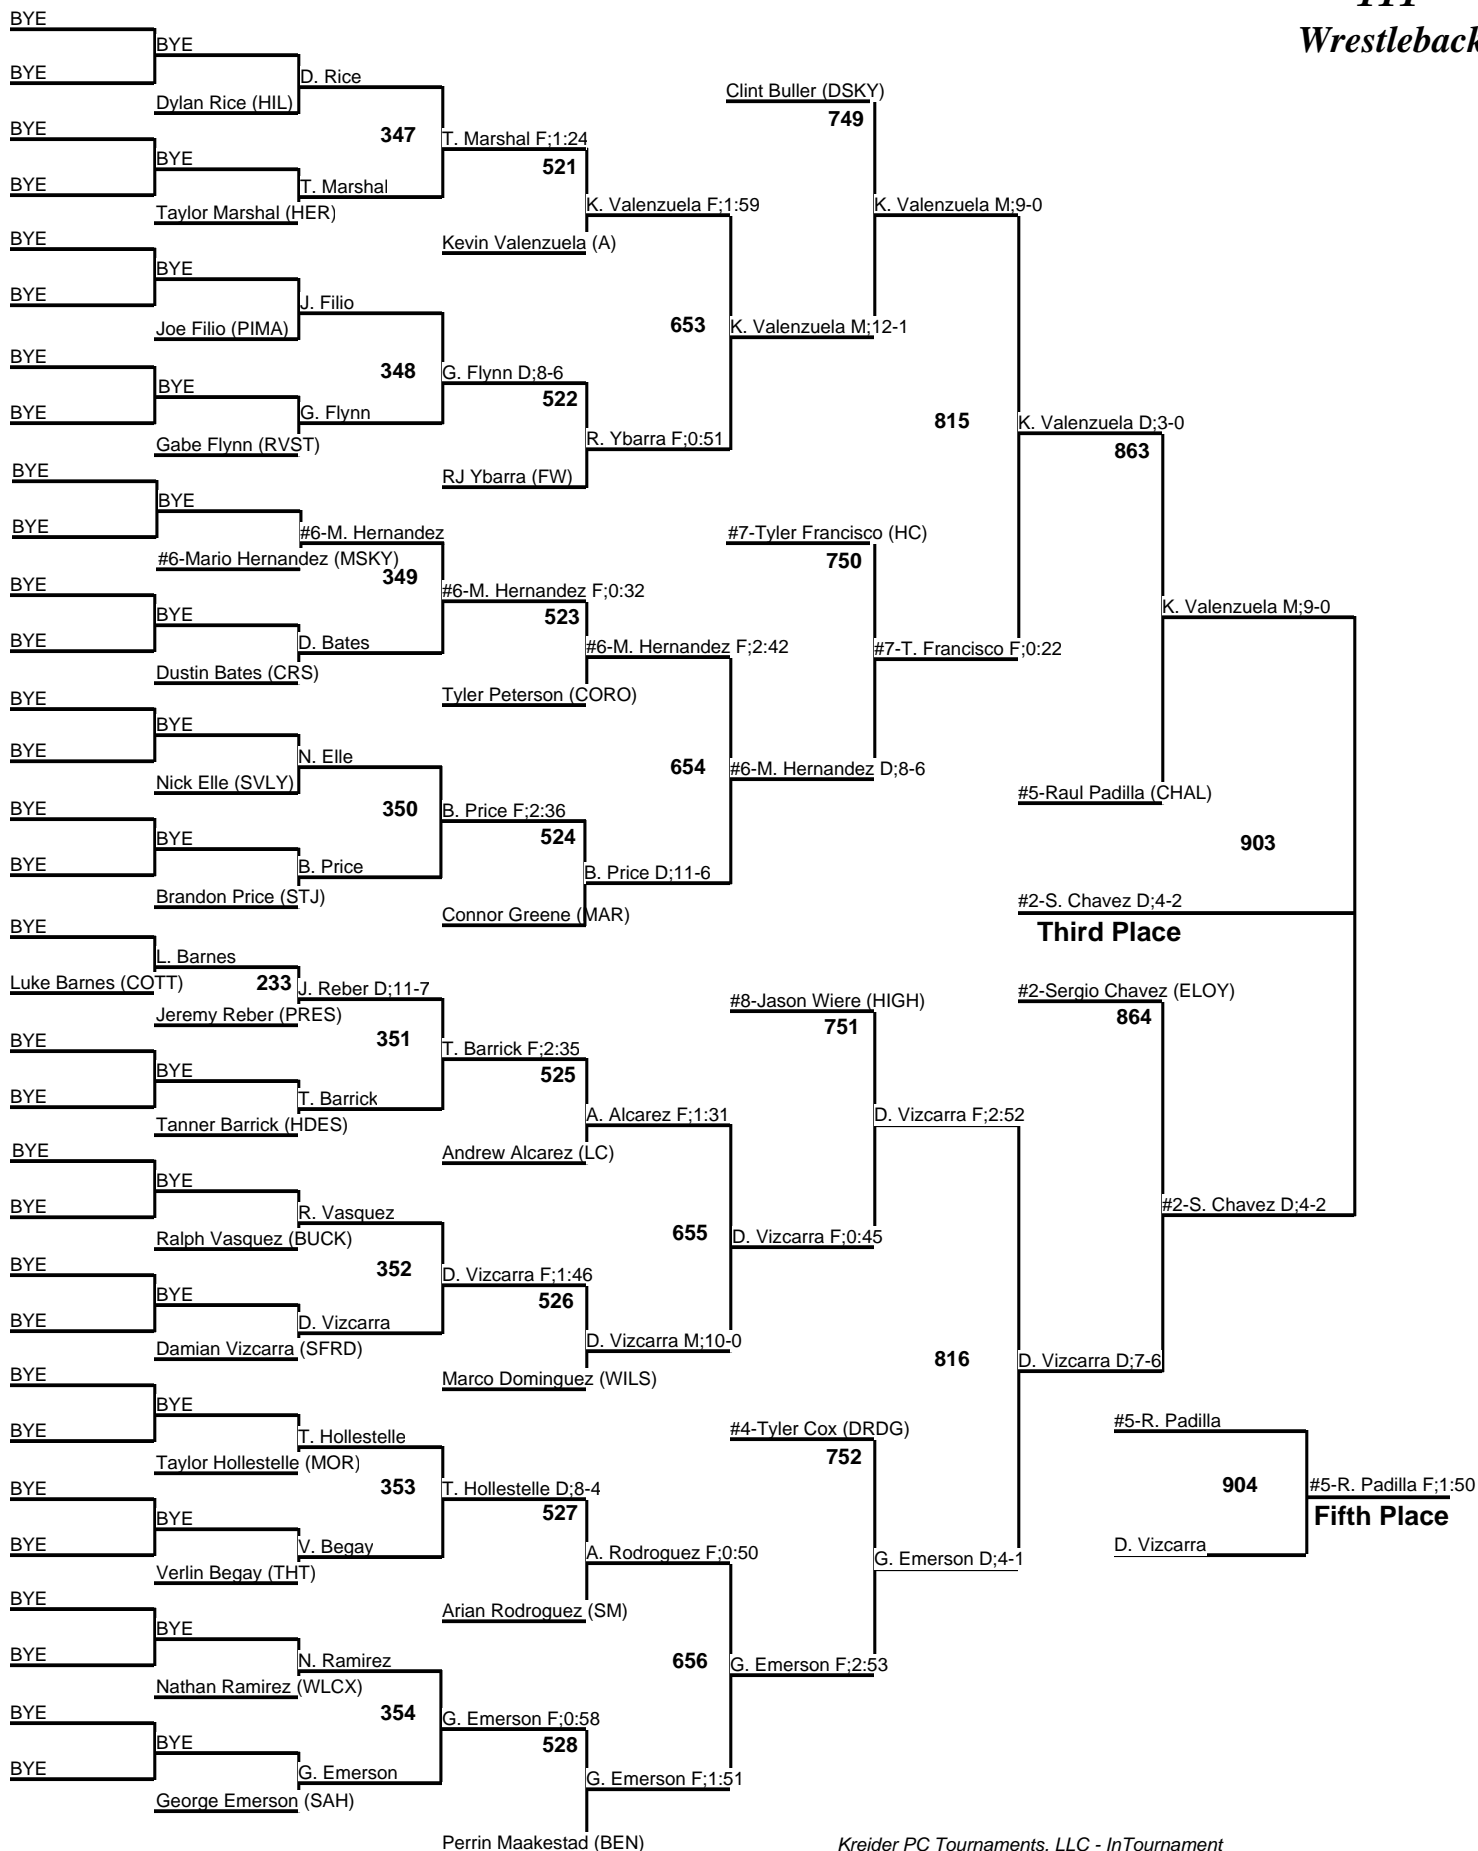 BYE
Wrestleback
BYE
BYE
D. Rice
Clint Buller (DSKY)
Dylan Rice (HIL)
749
BYE
347
T. Marshal F;1:24
BYE
521
BYE
T. Marshal
Taylor Marshal (HER)
K. Valenzuela F;1:59
K. Valenzuela M;9-0
BYE
Kevin Valenzuela (A)
BYE
BYE
J. Filio
Joe Filio (PIMA)
653
K. Valenzuela M;12-1
BYE
348
G. Flynn D;8-6
BYE
522
BYE
G. Flynn
815
K. Valenzuela D;3-0
Gabe Flynn (RVST)
R. Ybarra F;0:51
863
BYE
RJ Ybarra (FW)
BYE
BYE
#6-M. Hernandez
#7-Tyler Francisco (HC)
#6-Mario Hernandez (MSKY)
750
349
BYE
#6-M. Hernandez F;0:32
BYE
523
K. Valenzuela M;9-0
BYE
D. Bates
#6-M. Hernandez F;2:42
#7-T. Francisco F;0:22
Dustin Bates (CRS)
BYE
Tyler Peterson (CORO)
BYE
BYE
N. Elle
654
#6-M. Hernandez D;8-6
Nick Elle (SVLY)
#5-Raul Padilla (CHAL)
BYE
350
B. Price F;2:36
BYE
524
903
BYE
B. Price
B. Price D;11-6
Brandon Price (STJ)
#2-S. Chavez D;4-2
BYE
Connor Greene (MAR)
Third Place
L. Barnes
Luke Barnes (COTT)
233
J. Reber D;11-7
#2-Sergio Chavez (ELOY)
Jeremy Reber (PRES)
#8-Jason Wiere (HIGH)
864
BYE
351
751
T. Barrick F;2:35
BYE
525
BYE
T. Barrick
Tanner Barrick (HDES)
A. Alcarez F;1:31
D. Vizcarra F;2:52
BYE
Andrew Alcarez (LC)
BYE
BYE
R. Vasquez
#2-S. Chavez D;4-2
Ralph Vasquez (BUCK)
655
D. Vizcarra F;0:45
BYE
352
D. Vizcarra F;1:46
BYE
526
BYE
D. Vizcarra
Damian Vizcarra (SFRD)
D. Vizcarra M;10-0
816
D. Vizcarra D;7-6
BYE
Marco Dominguez (WILS)
BYE
BYE
T. Hollestelle
#4-Tyler Cox (DRDG)
#5-R. Padilla
Taylor Hollestelle (MOR)
752
BYE
353
T. Hollestelle D;8-4
904
#5-R. Padilla F;1:50
BYE
527
Fifth Place
BYE
V. Begay
A. Rodroguez F;0:50
G. Emerson D;4-1
D. Vizcarra
Verlin Begay (THT)
BYE
Arian Rodroguez (SM)
BYE
BYE
N. Ramirez
656
G. Emerson F;2:53
Nathan Ramirez (WLCX)
BYE
354
G. Emerson F;0:58
BYE
528
BYE
G. Emerson
G. Emerson F;1:51
George Emerson (SAH)
Perrin Maakestad (BEN)
Kreider PC Tournaments, LLC - InTournament